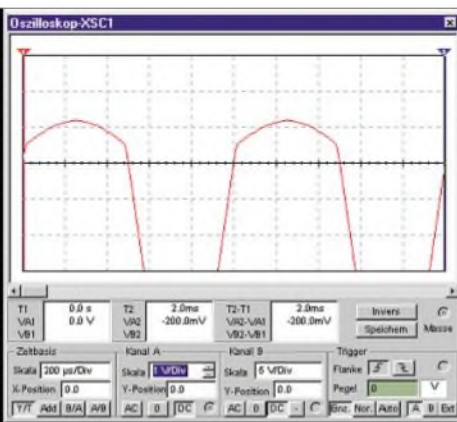 Oszilloskop-XSC1
T1 0.0 s T2 2.0ms T2-T1 2.0ms Invers
VA1 0.0 V VA2 -200.0mV VA2-VA1 -200.0mV Speichern Masse
VB1 VB2 VB2-VB1
Zeitbasis Kanal A Kanal B Trigger
Skala 200 µs/Div Skala 1 V/Div Skala 5 V/Div Flanke
X-Position 0.0 Y-Position 0.0 Y-Position 0.0 Pegel 0 V
Y/T Add B/A A/B AC 0 DC AC 0 DC - Einz. Nor. Auto A B Ext